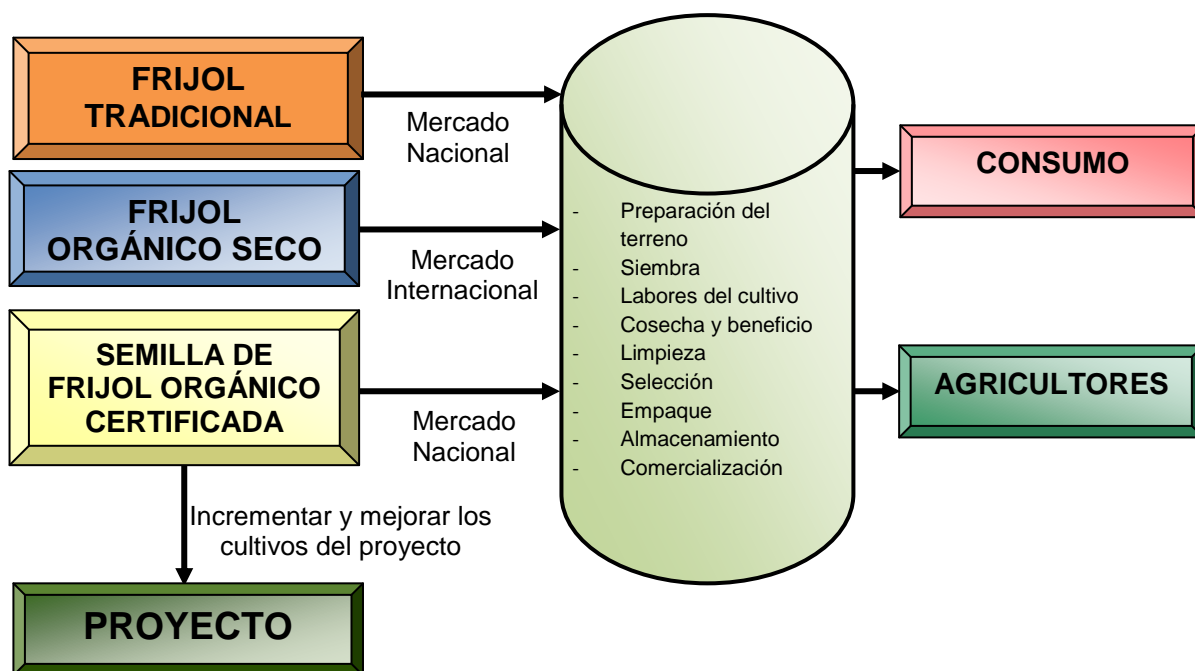 FRIJOL
TRADICIONAL
Mercado
Nacional
FRIJOL
ORGÁNICO SECO
Mercado
Internacional
SEMILLA DE
FRIJOL ORGÁNICO
CERTIFICADA
Mercado
Nacional
Incrementar y mejorar los
cultivos del proyecto
PROYECTO
- Preparación del
terreno
- Siembra
- Labores del cultivo
- Cosecha y beneficio
- Limpieza
- Selección
- Empaque
- Almacenamiento
- Comercialización
CONSUMO
AGRICULTORES